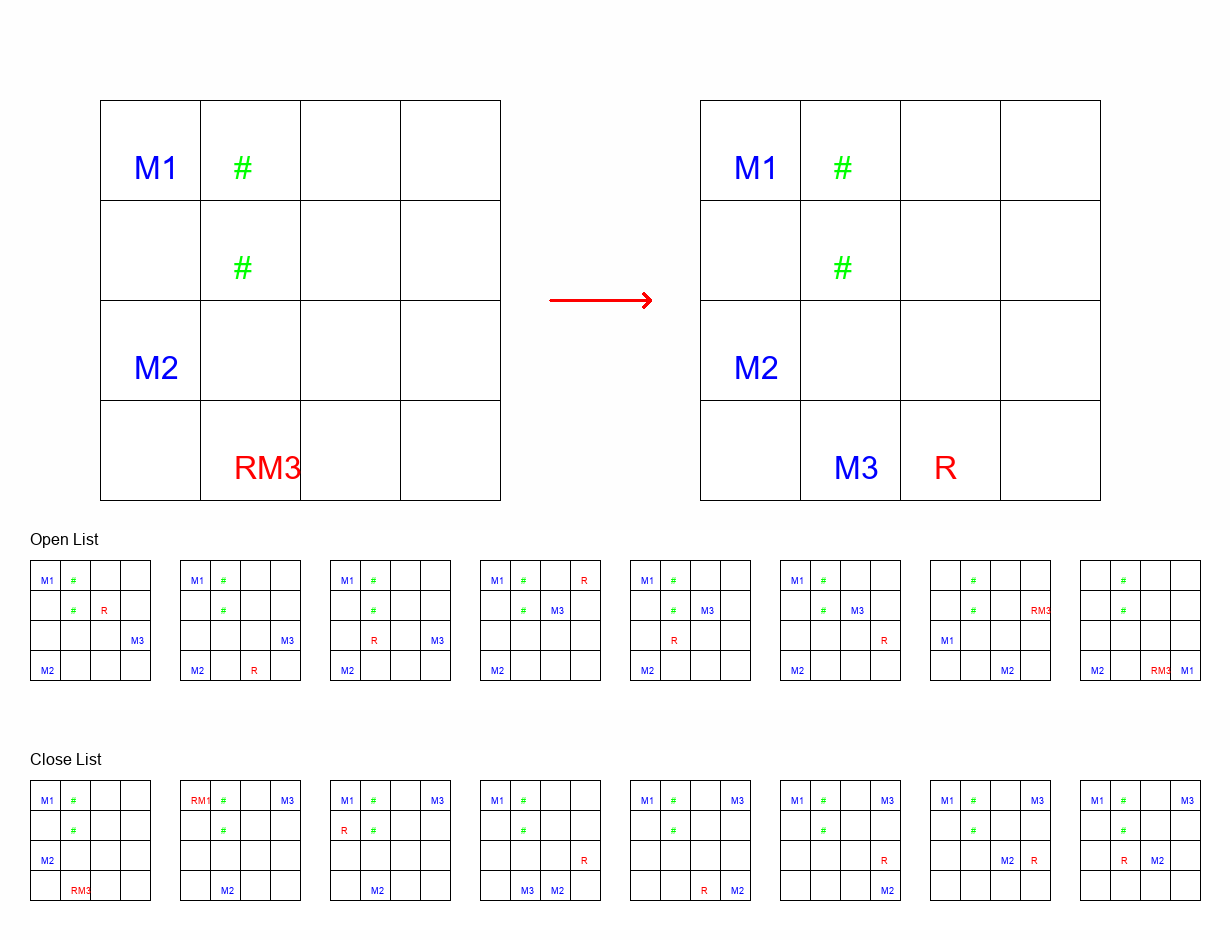 M1 # M1 #
# #
M2 M2
RM3 M3 R
Open List
M1 # M1 # M1 # M1 # R M1 # M1 # # #
# R # # # M3 # M3 # M3 # RM3 #
M3 M3 R M3 R R M1
M2 M2 R M2 M2 M2 M2 M2 M2 RM3 M1
Close List
M1 # RM1 # M3 M1 # M3 M1 # M1 # M3 M1 # M3 M1 # M3 M1 # M3
# # R # # # # # #
M2 R R M2 R R M2
RM3 M2 M2 M3 M2 R M2 M2